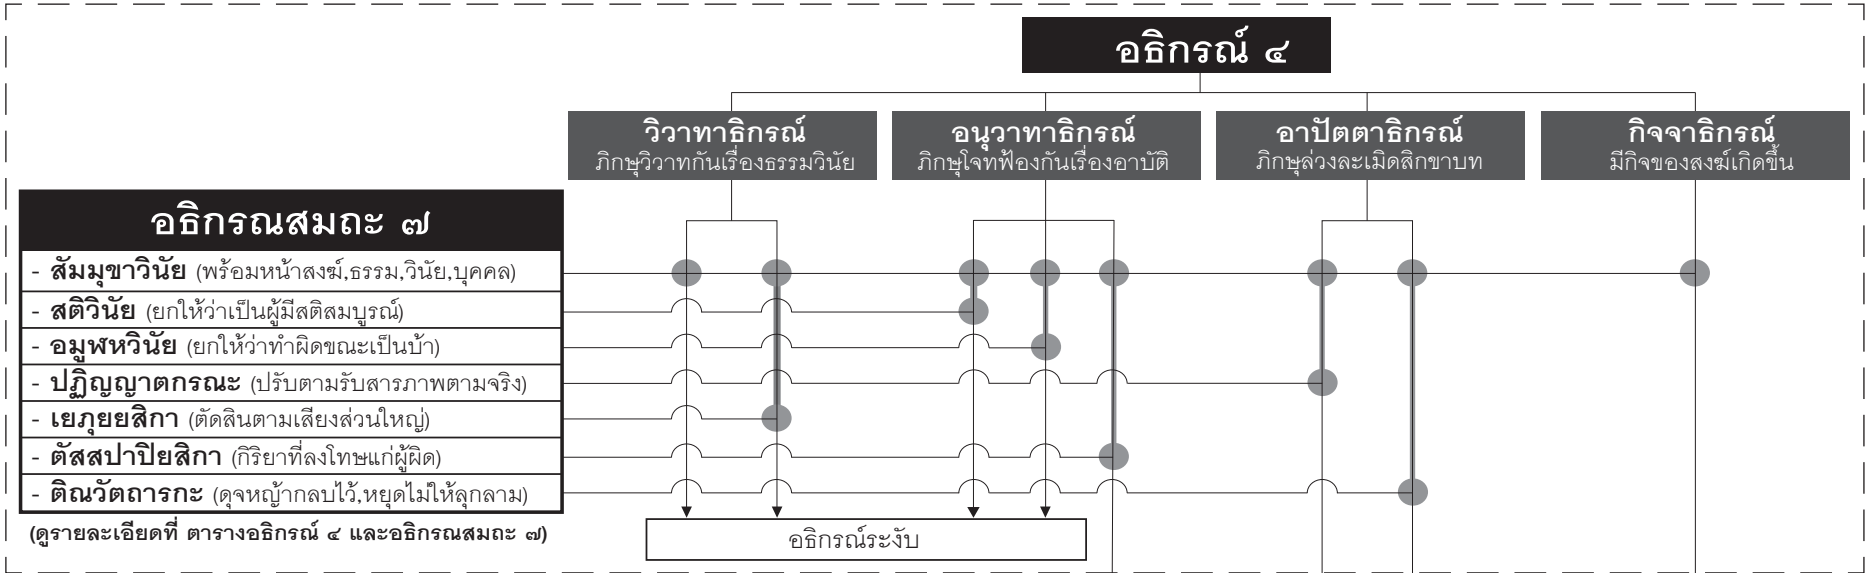 อธิกรณ์ ๔
วิวาทาธิกรณ์
ภิกษุวิวาทกันเรื่องธรรมวินัย
อนุวาทาธิกรณ์
ภิกษุโจทฟ้องกันเรื่องอาบัติ
อาปัตตาธิกรณ์
ภิกษุล่วงละเมิดสิกขาบท
กิจจาธิกรณ์
มีกิจของสงฆ์เกิดขึ้น
อธิกรณสมถะ ๗
- สัมมุขาวินัย (พร้อมหน้าสงฆ์,ธรรม,วินัย,บุคคล)
- สติวินัย (ยกให้ว่าเป็นผู้มีสติสมบูรณ์)
- อมูฬหวินัย (ยกให้ว่าทำผิดขณะเป็นบ้า)
- ปฏิญญาตกรณะ (ปรับตามรับสารภาพตามจริง)
- เยภุยยสิกา (ตัดสินตามเสียงส่วนใหญ่)
- ตัสสปาปิยสิกา (กิริยาที่ลงโทษแก่ผู้ผิด)
- ติณวัตถารกะ (ดุจหญ้ากลบไว้,หยุดไม่ให้ลุกลาม)
(ดูรายละเอียดที่ ตารางอธิกรณ์ ๔ และอธิกรณสมถะ ๗)
อธิกรณ์ระงับ